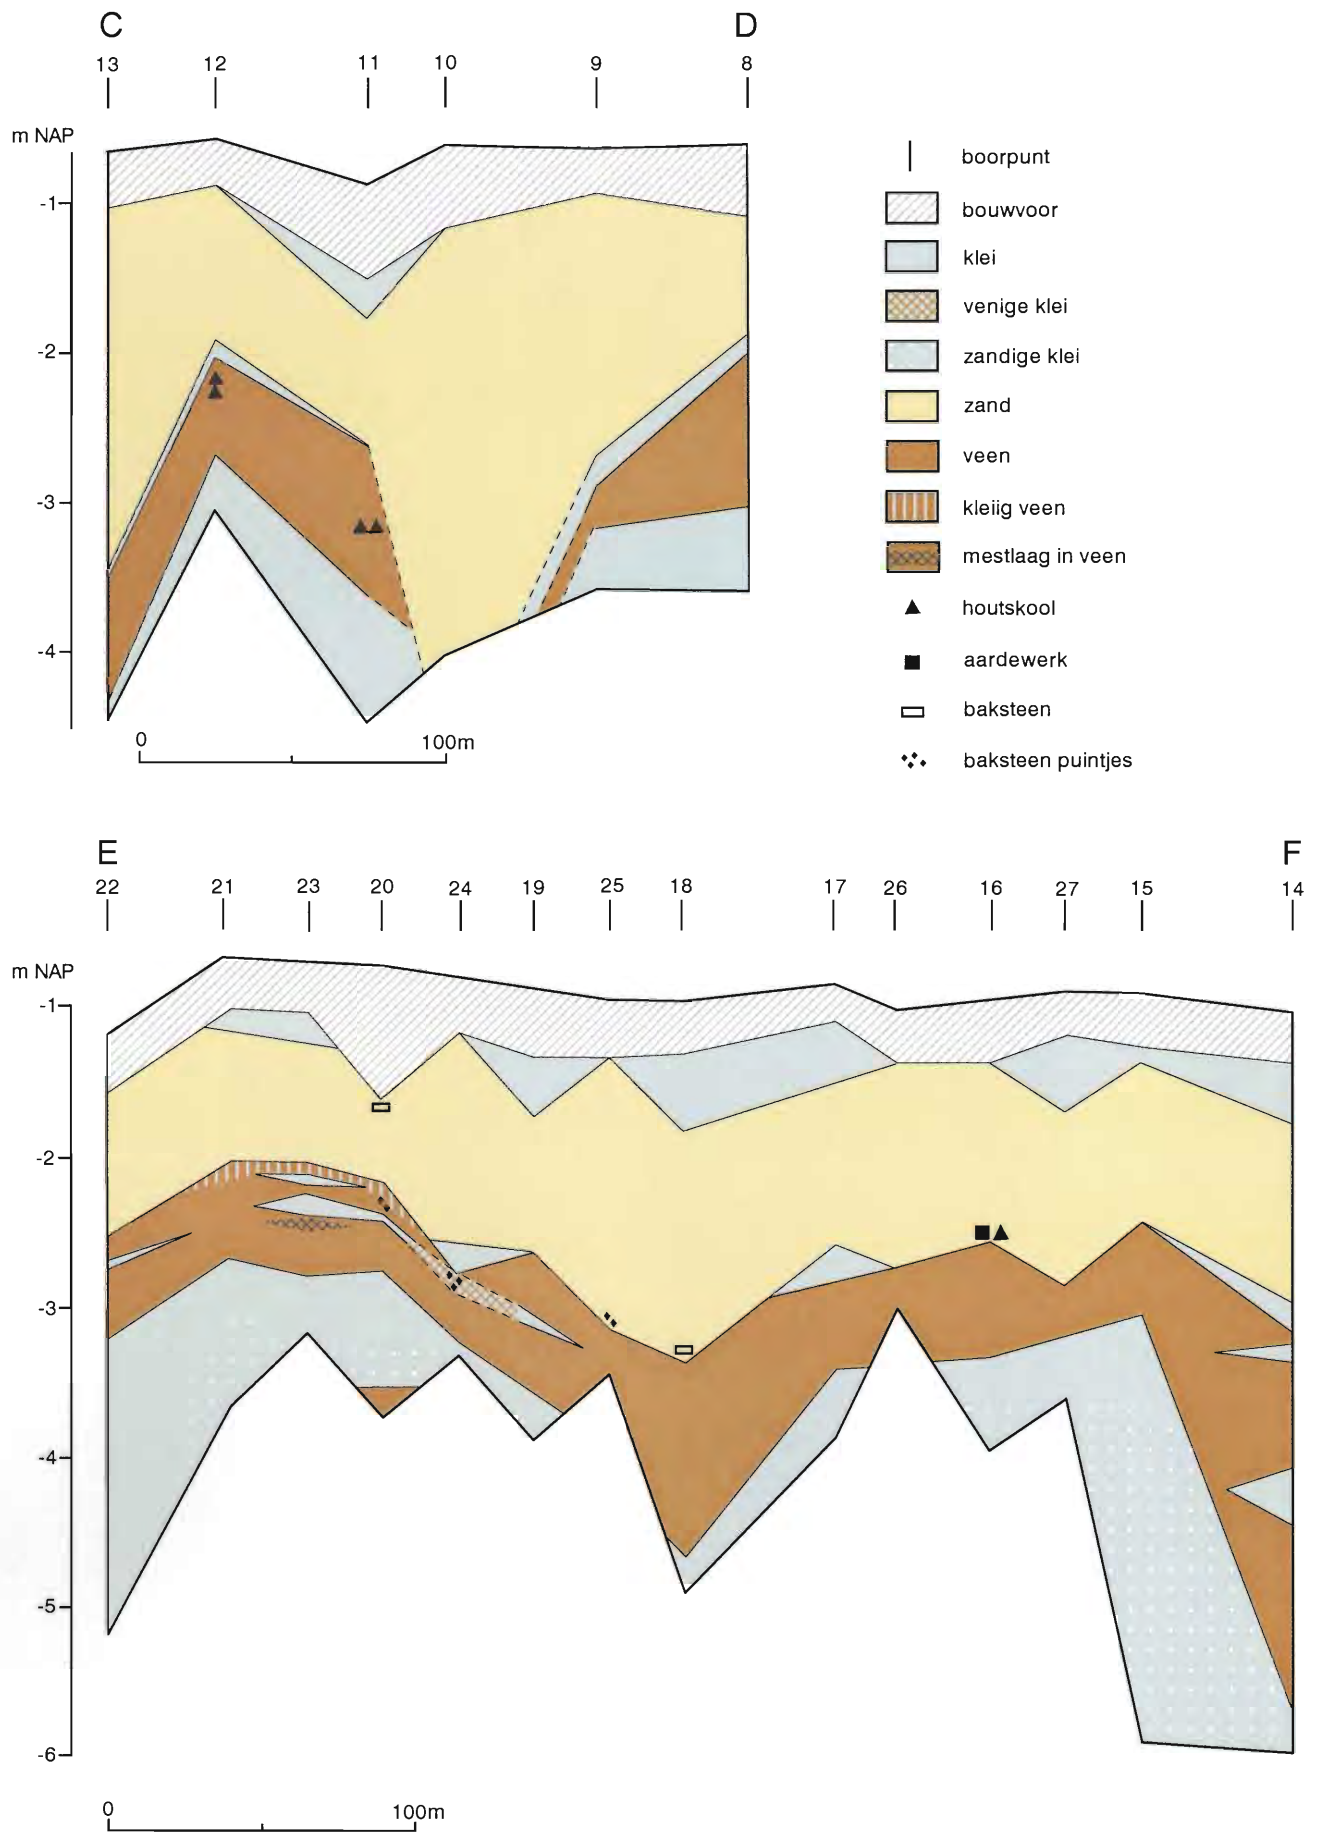 C D
13 12 11 10 9 8
m NAP
-1
-2
-3
-4
0 100m
boorpunt
bouwvoor
klei
venige klei
zandige klei
zand
veen
kleiig veen
mestlaag in veen
houtskool
aardewerk
baksteen
baksteen puintjes
E F
22 21 23 20 24 19 25 18 17 26 16 27 15 14
m NAP
-1
-2
-3
-4
-5
-6
0 100m